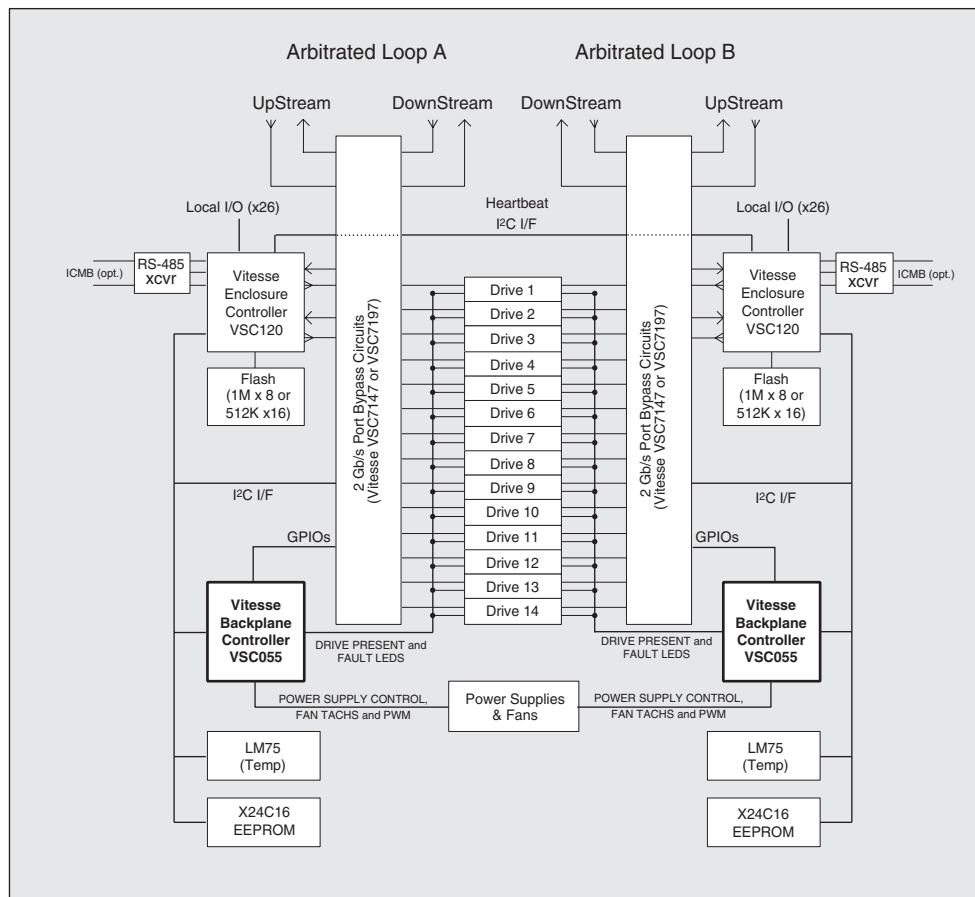 Arbitrated Loop A
Arbitrated Loop B
UpStream
DownStream
DownStream
UpStream
Local I/O (x26)
Heartbeat
I²C I/F
Local I/O (x26)
ICMB (opt.)
RS-485
xcvr
Vitesse
Enclosure
Controller
VSC120
Vitesse
Enclosure
Controller
VSC120
RS-485
xcvr
ICMB (opt.)
Flash
(1M x 8 or
512K x16)
Flash
(1M x 8 or
512K x 16)
2 Gb/s Port Bypass Circuits
(Vitesse VSC7147 or VSC7197)
2 Gb/s Port Bypass Circuits
(Vitesse VSC7147 or VSC7197)
Drive 1
Drive 2
Drive 3
Drive 4
Drive 5
Drive 6
Drive 7
Drive 8
Drive 9
Drive 10
Drive 11
Drive 12
Drive 13
Drive 14
I²C I/F
I²C I/F
GPIOs
GPIOs
Vitesse
Backplane
Controller
VSC055
Vitesse
Backplane
Controller
VSC055
DRIVE PRESENT and
FAULT LEDS
DRIVE PRESENT and
FAULT LEDS
POWER SUPPLY CONTROL,
FAN TACHS and PWM
Power Supplies
& Fans
POWER SUPPLY CONTROL,
FAN TACHS and PWM
LM75
(Temp)
LM75
(Temp)
X24C16
EEPROM
X24C16
EEPROM